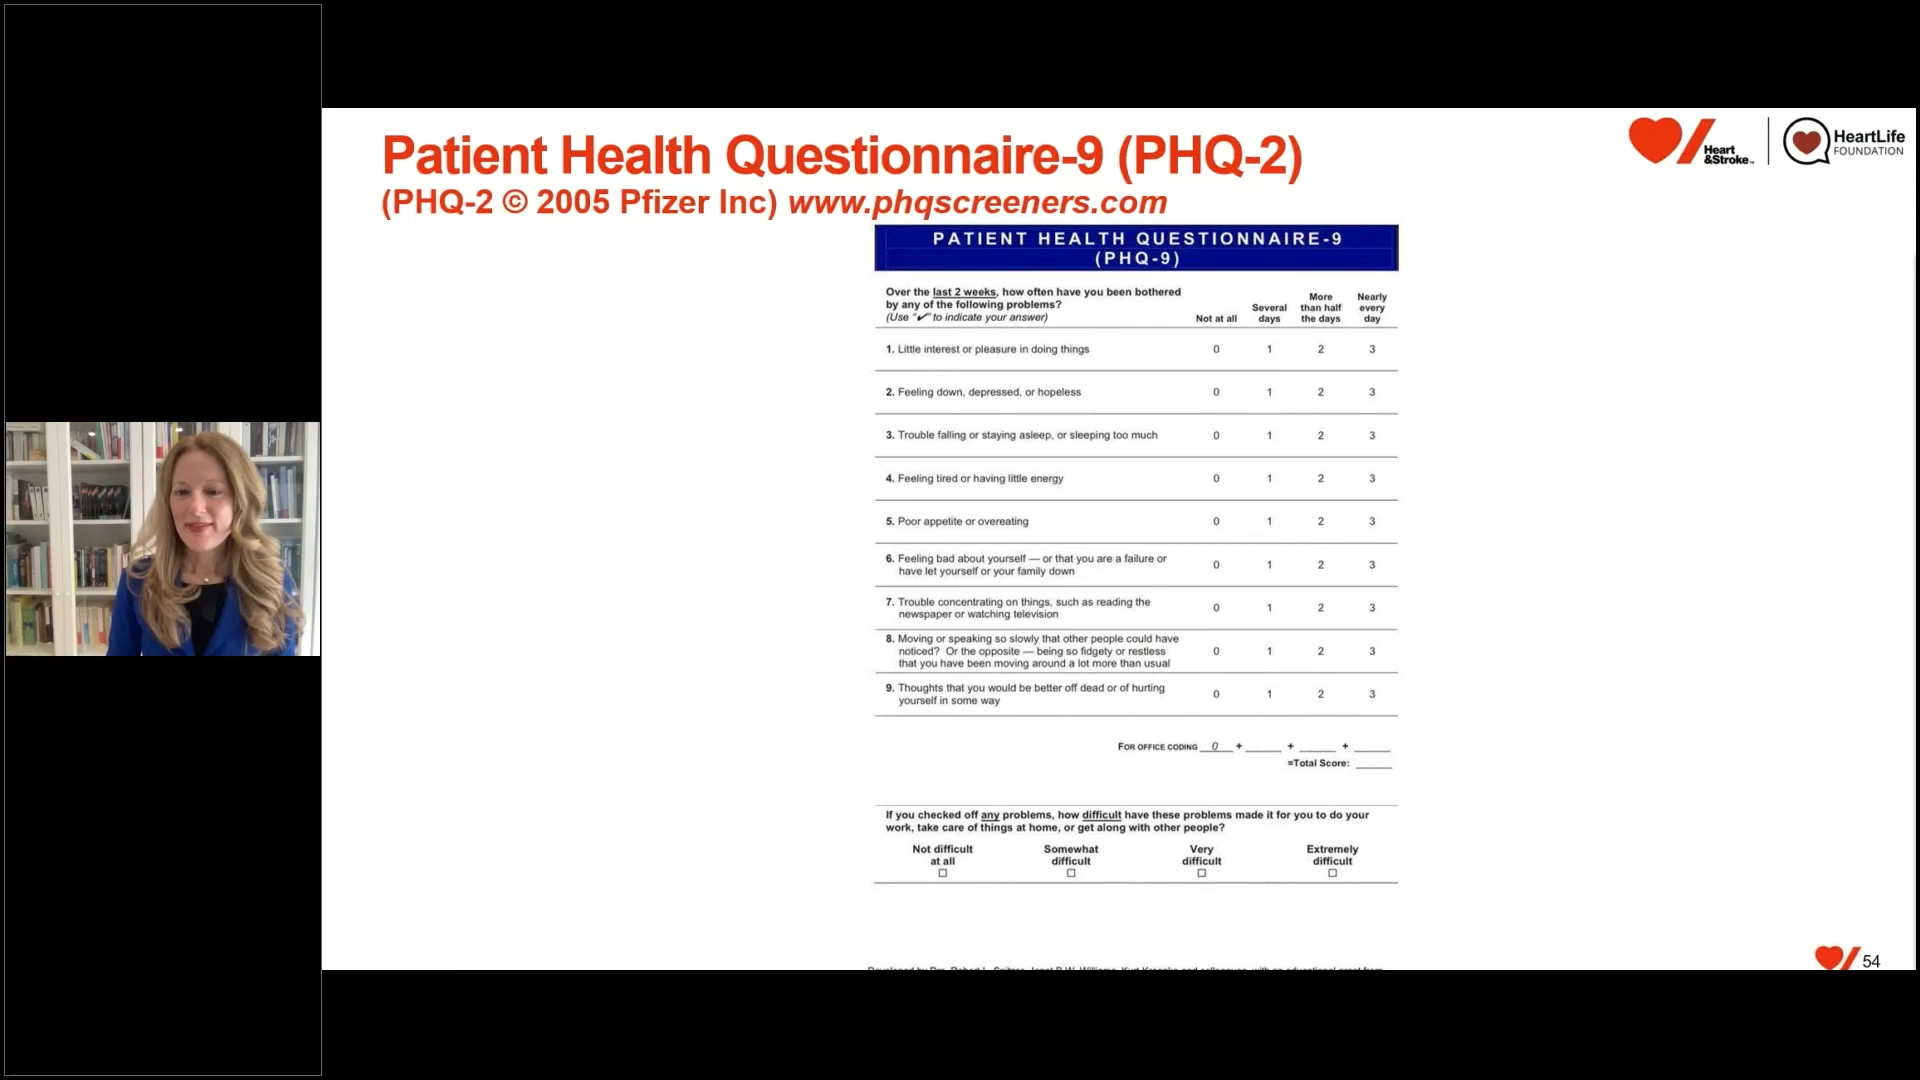 Patient Health Questionnaire-9 (PHQ-2)
(PHQ-2 © 2005 Pfizer Inc) www.phqscreeners.com
Heart
&Stroke™
HeartLife
FOUNDATION
PATIENT HEALTH QUESTIONNAIRE-9
(PHQ-9)
Over the last 2 weeks, how often have you been bothered
by any of the following problems?
(Use "✔" to indicate your answer)
Not at all
Several
days
More
than half
the days
Nearly
every
day
1. Little interest or pleasure in doing things 0 1 2 3
2. Feeling down, depressed, or hopeless 0 1 2 3
3. Trouble falling or staying asleep, or sleeping too much 0 1 2 3
4. Feeling tired or having little energy 0 1 2 3
5. Poor appetite or overeating 0 1 2 3
6. Feeling bad about yourself — or that you are a failure or
have let yourself or your family down 0 1 2 3
7. Trouble concentrating on things, such as reading the
newspaper or watching television 0 1 2 3
8. Moving or speaking so slowly that other people could have
noticed? Or the opposite — being so fidgety or restless
that you have been moving around a lot more than usual 0 1 2 3
9. Thoughts that you would be better off dead or of hurting
yourself in some way 0 1 2 3
FOR OFFICE CODING 0 + ______ + ______ + ______
=Total Score: ______
If you checked off any problems, how difficult have these problems made it for you to do your
work, take care of things at home, or get along with other people?
Not difficult
at all
☐
Somewhat
difficult
☐
Very
difficult
☐
Extremely
difficult
☐
54